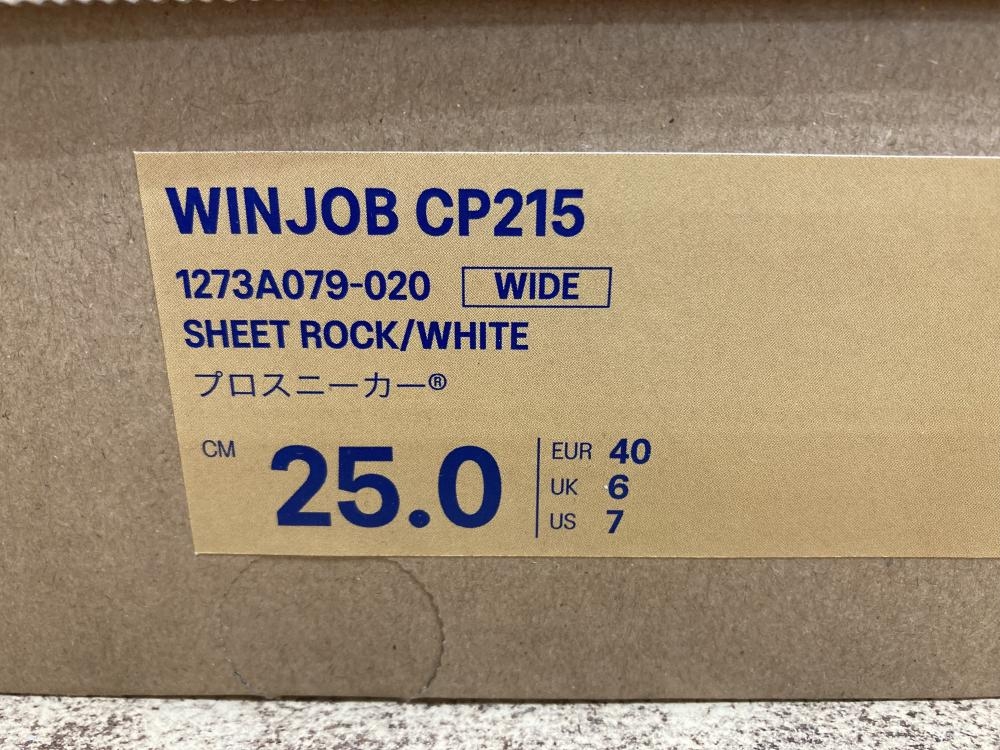 WINJOB CP215
1273A079-020 WIDE
SHEET ROCK/WHITE
プロスニーカー®
CM 25.0
EUR 40
UK 6
US 7